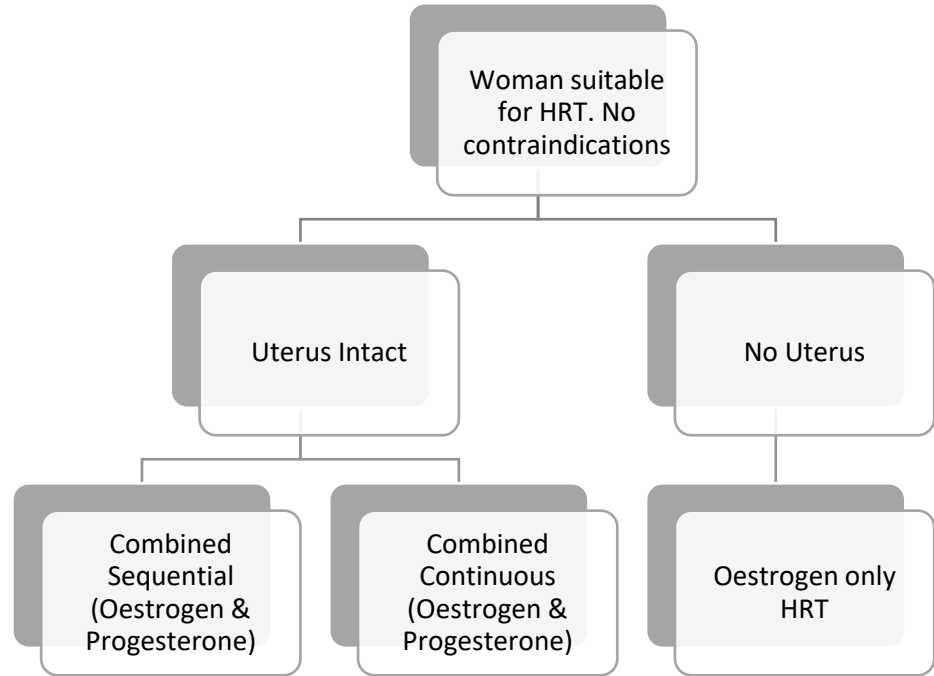 Woman suitable
for HRT. No
contraindications
Uterus Intact
No Uterus
Combined
Sequential
(Oestrogen &
Progesterone)
Combined
Continuous
(Oestrogen &
Progesterone)
Oestrogen only
HRT